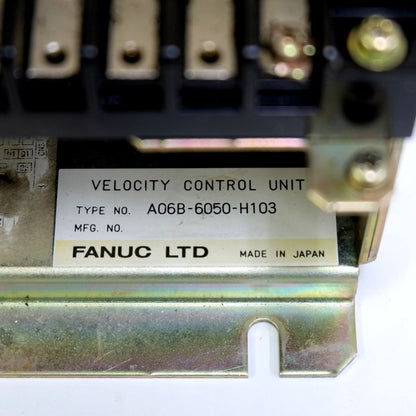 VELOCITY CONTROL UNIT
TYPE NO. A06B-6050-H103
MFG. NO.
FANUC LTD MADE IN JAPAN